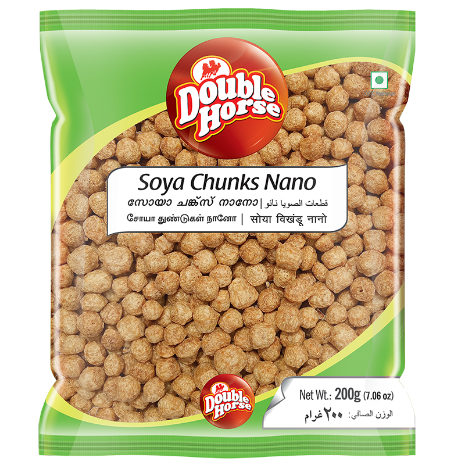 Double
Horse
Soya Chunks Nano
സോയാ ചങ്ക്സ് നാനോ | قطعات الصويا نانو
சோயா துண்டுகள் நானோ | सोया विखंडू नानो
Double
Horse
Net Wt.: 200g (7.06 oz)
الوزن الصافي: ٢٠٠ غرام